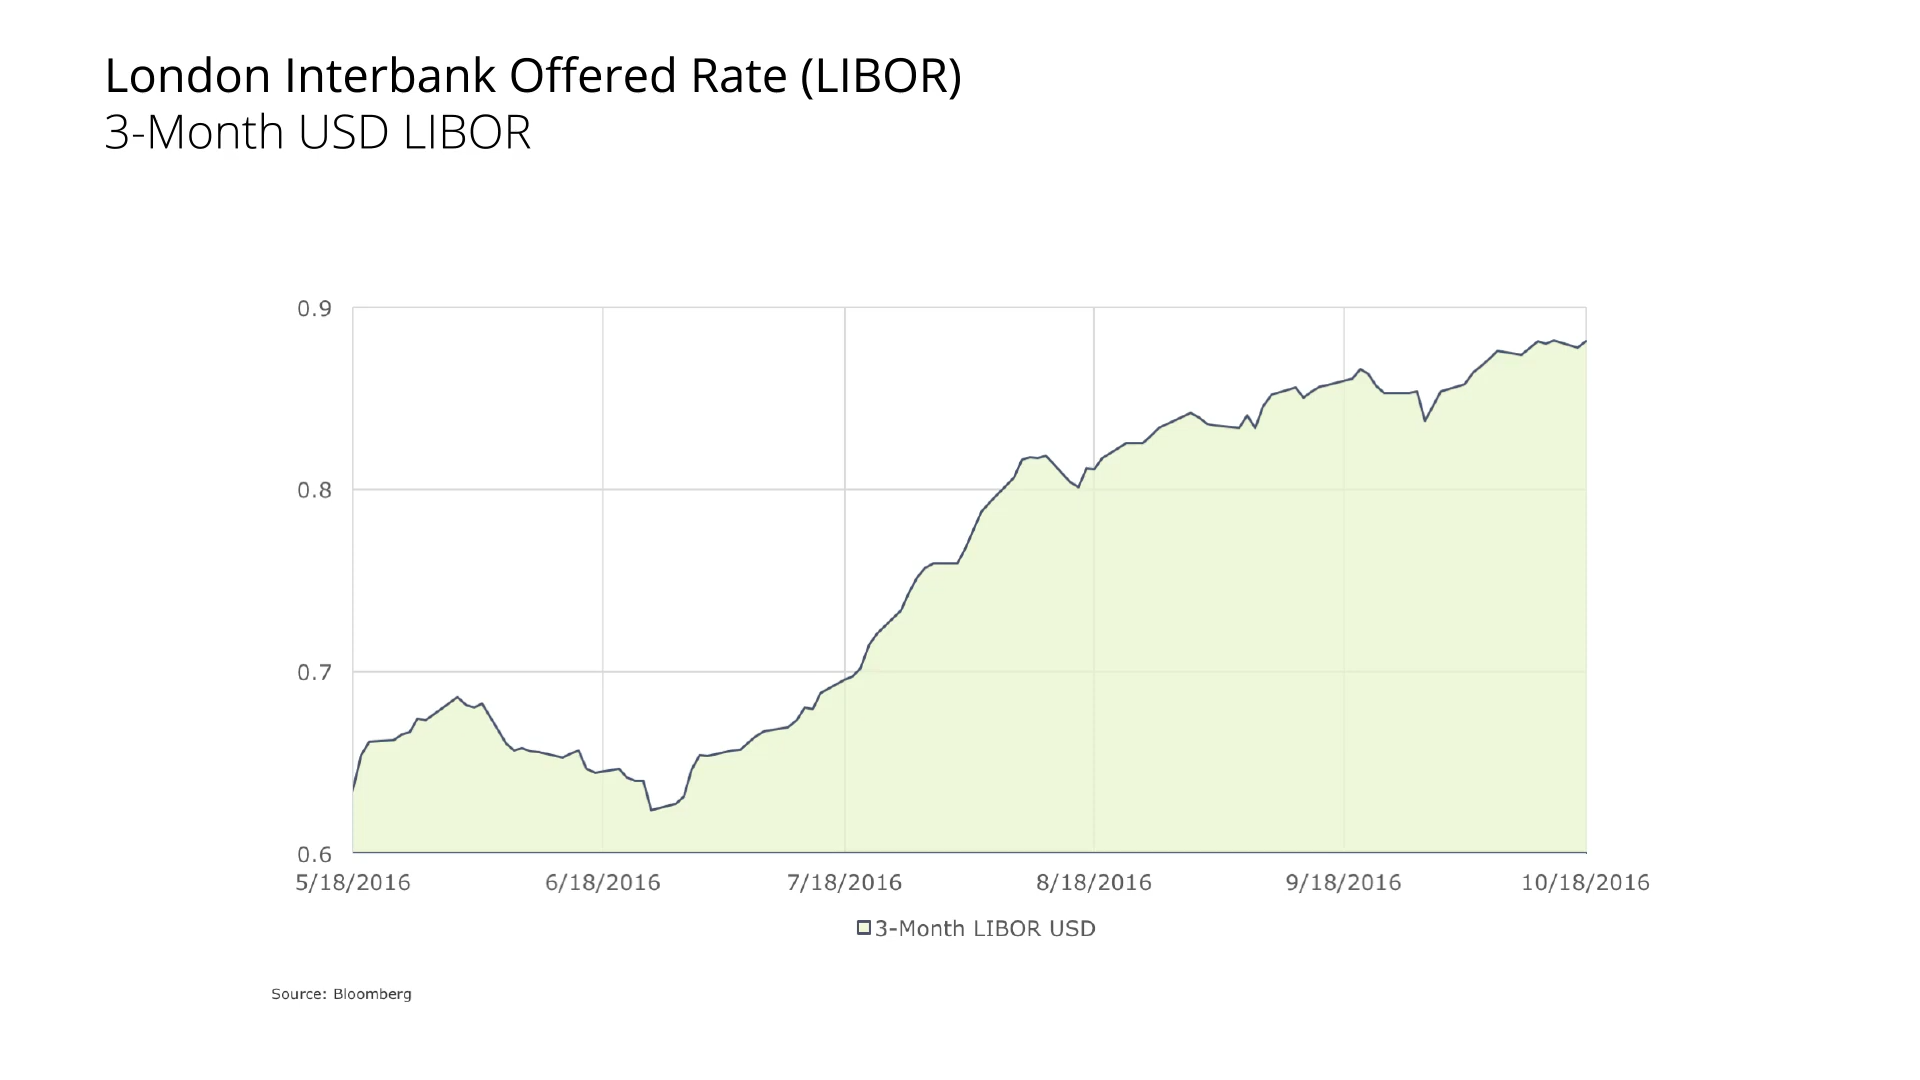 London Interbank Offered Rate (LIBOR)
3-Month USD LIBOR
0.9
0.8
0.7
0.6
5/18/2016 6/18/2016 7/18/2016 8/18/2016 9/18/2016 10/18/2016
3-Month LIBOR USD
Source: Bloomberg